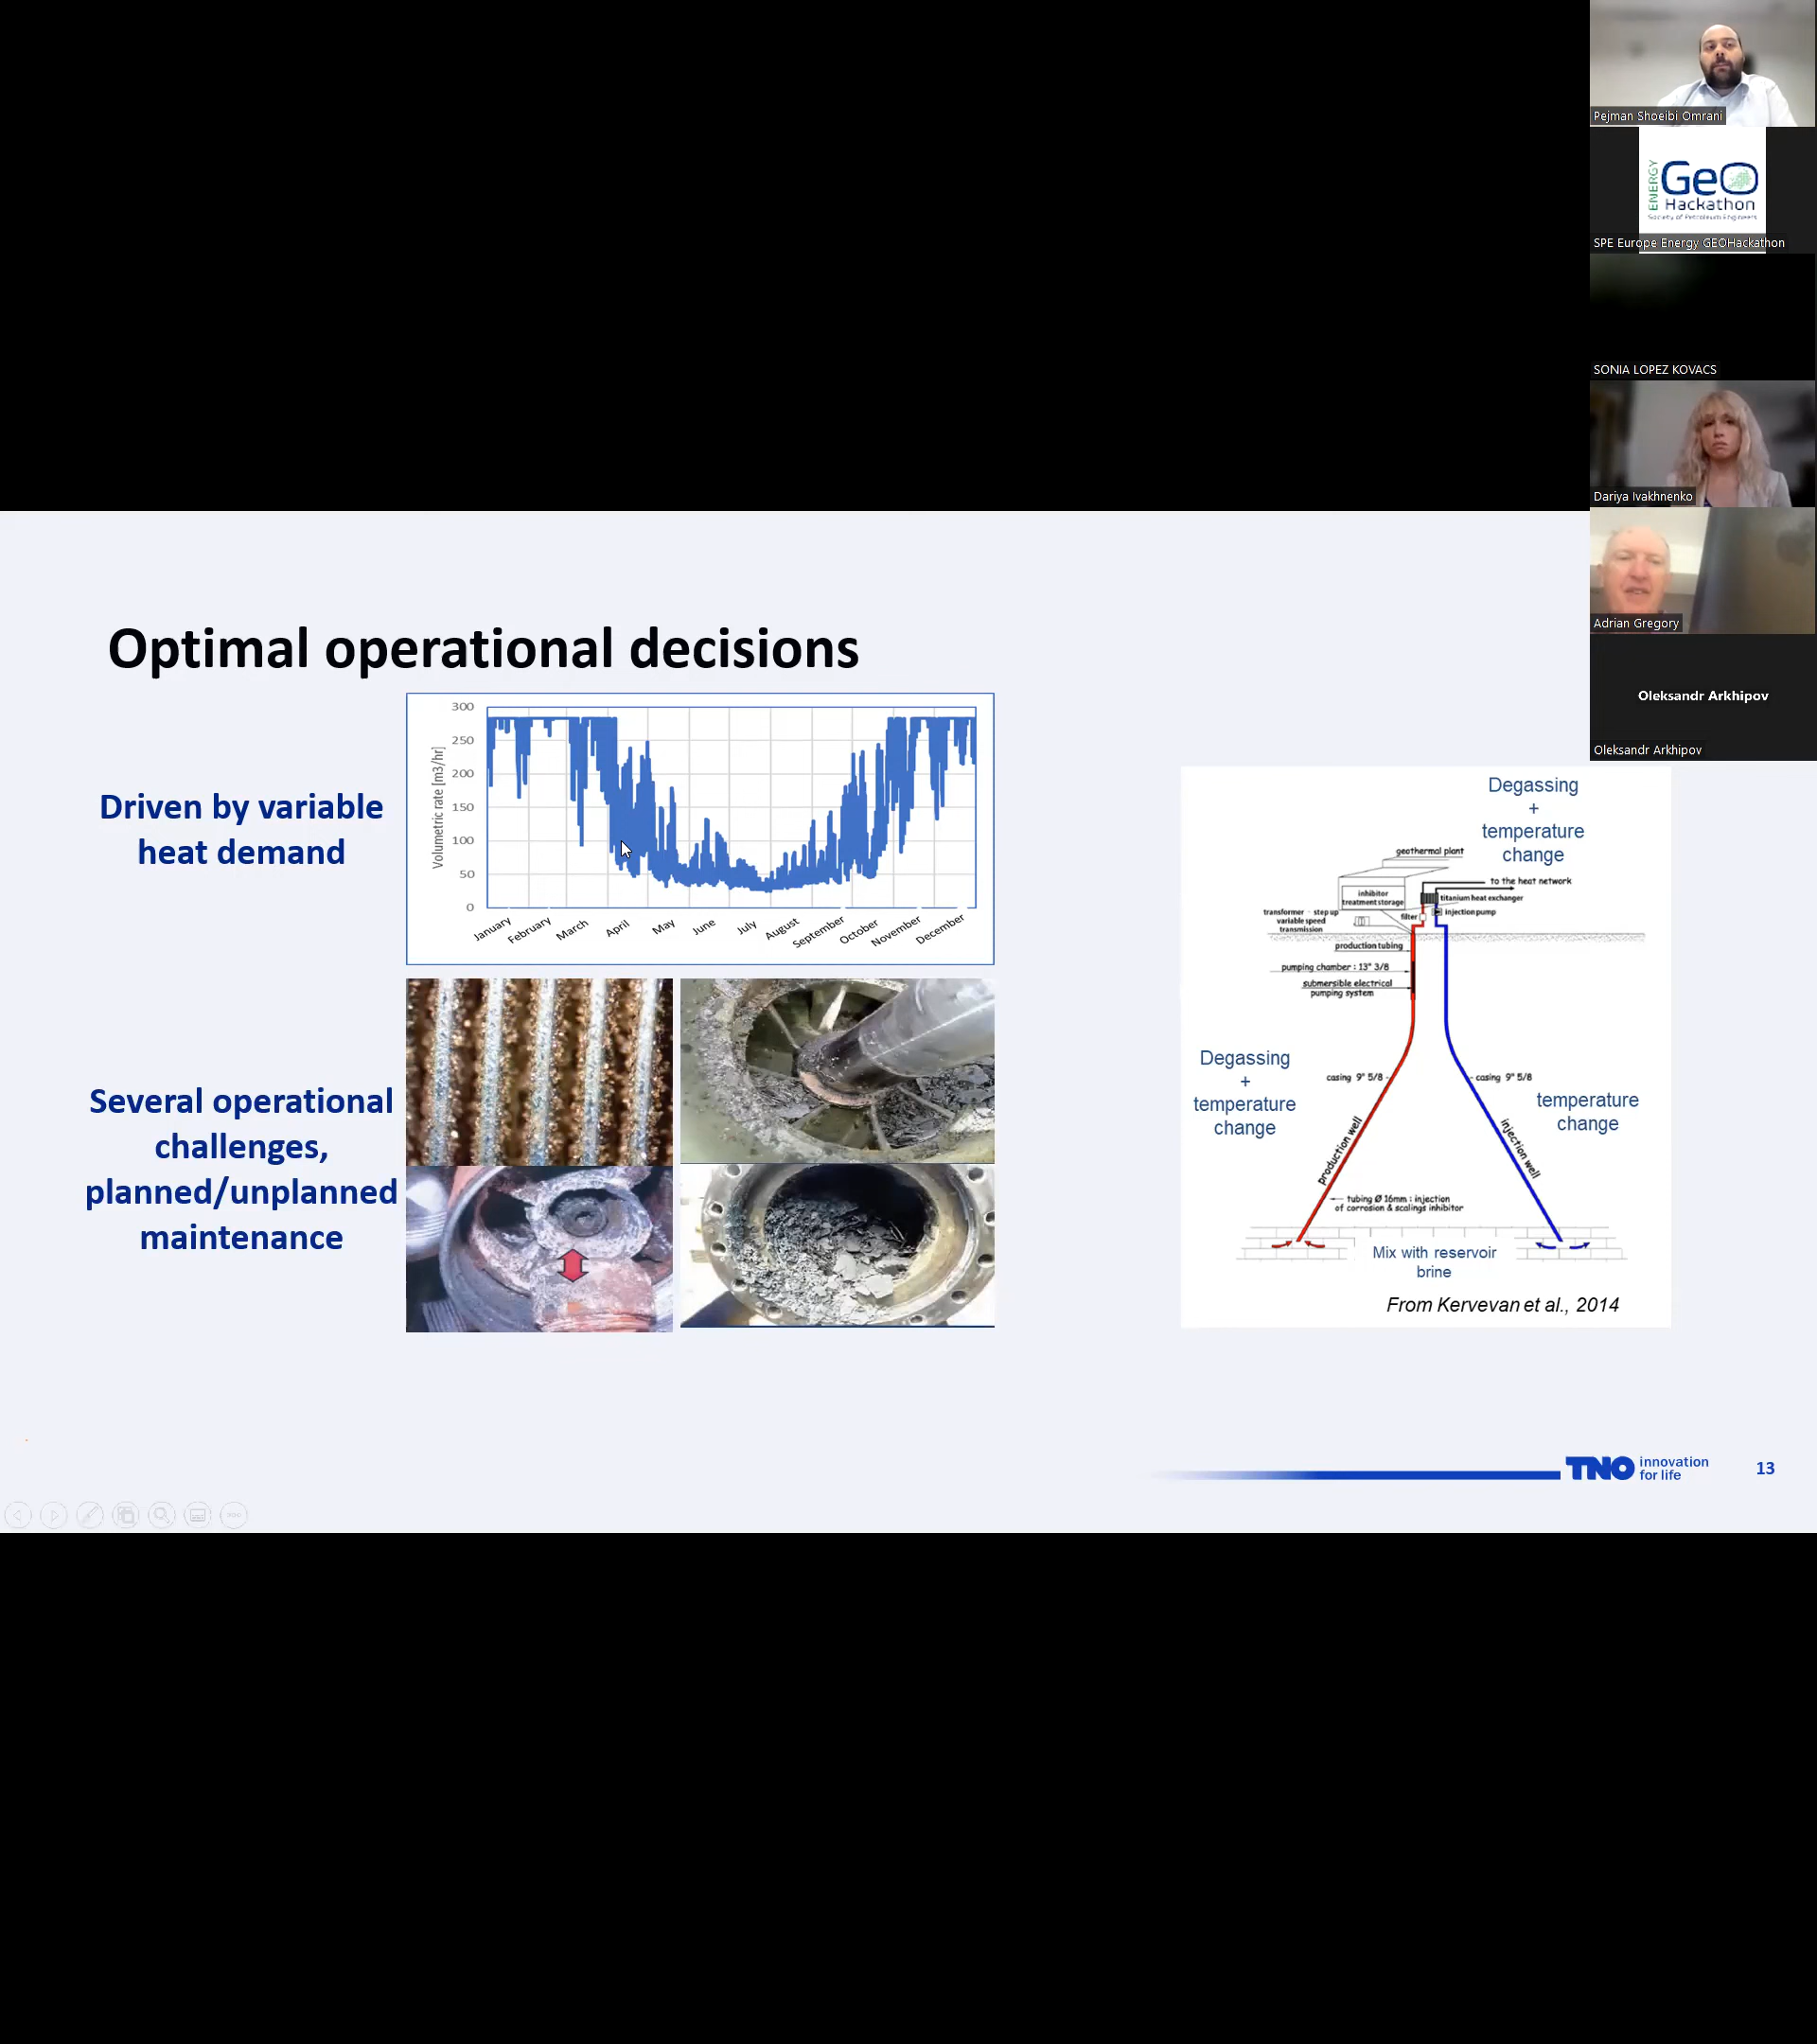 Pejman Shoeibi Omrani
ENERGY
GeO
Hackathon
Society of Petroleum Engineers
SPE Europe Energy GEOHackathon
SONIA LOPEZ KOVACS
Dariya Ivakhnenko
Adrian Gregory
Oleksandr Arkhipov
Oleksandr Arkhipov
Optimal operational decisions
Driven by variable
heat demand
Volumetric rate [m3/hr]
300
250
200
150
100
50
0
January
February
March
April
May
June
July
August
September
October
November
December
Several operational
challenges,
planned/unplanned
maintenance
Degassing
+
temperature
change
geothermal plant
to the heat network
inhibitor
treatment storage
titanium heat exchanger
transformer - step up
variable speed
transmission
filter
injection pump
production tubing
pumping chamber : 13" 3/8
submersible electrical
pumping system
Degassing
+
temperature
change
casing 9" 5/8
casing 9" 5/8
temperature
change
production well
injection well
tubing Ø 16mm : injection
of corrosion & scalings inhibitor
Mix with reservoir
brine
From Kervevan et al., 2014
TNO innovation
for life
13